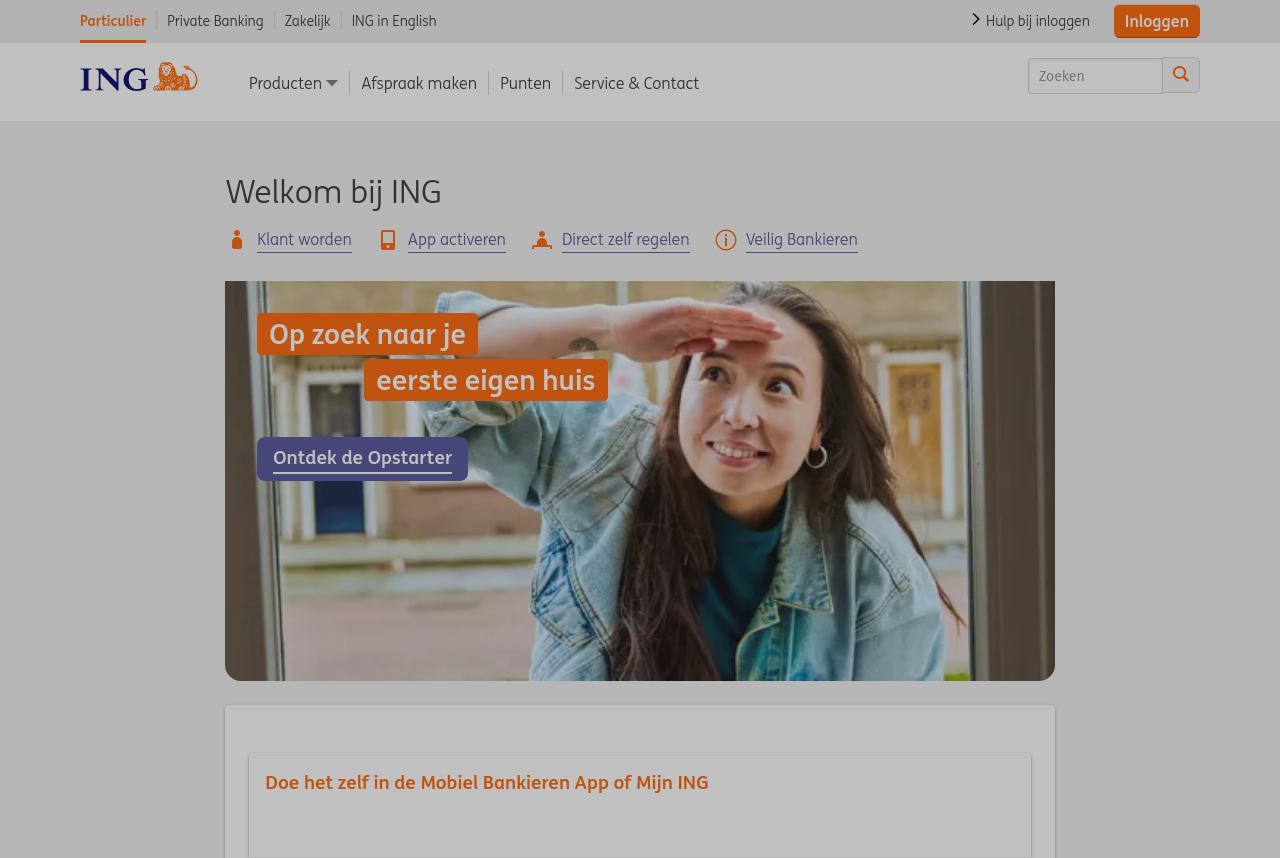 Particulier
Private Banking
Zakelijk
ING in English
Hulp bij inloggen
Inloggen
ING
Producten
Afspraak maken
Punten
Service & Contact
Zoeken
Welkom bij ING
Klant worden
App activeren
Direct zelf regelen
Veilig Bankieren
Op zoek naar je
eerste eigen huis
Ontdek de Opstarter
Doe het zelf in de Mobiel Bankieren App of Mijn ING